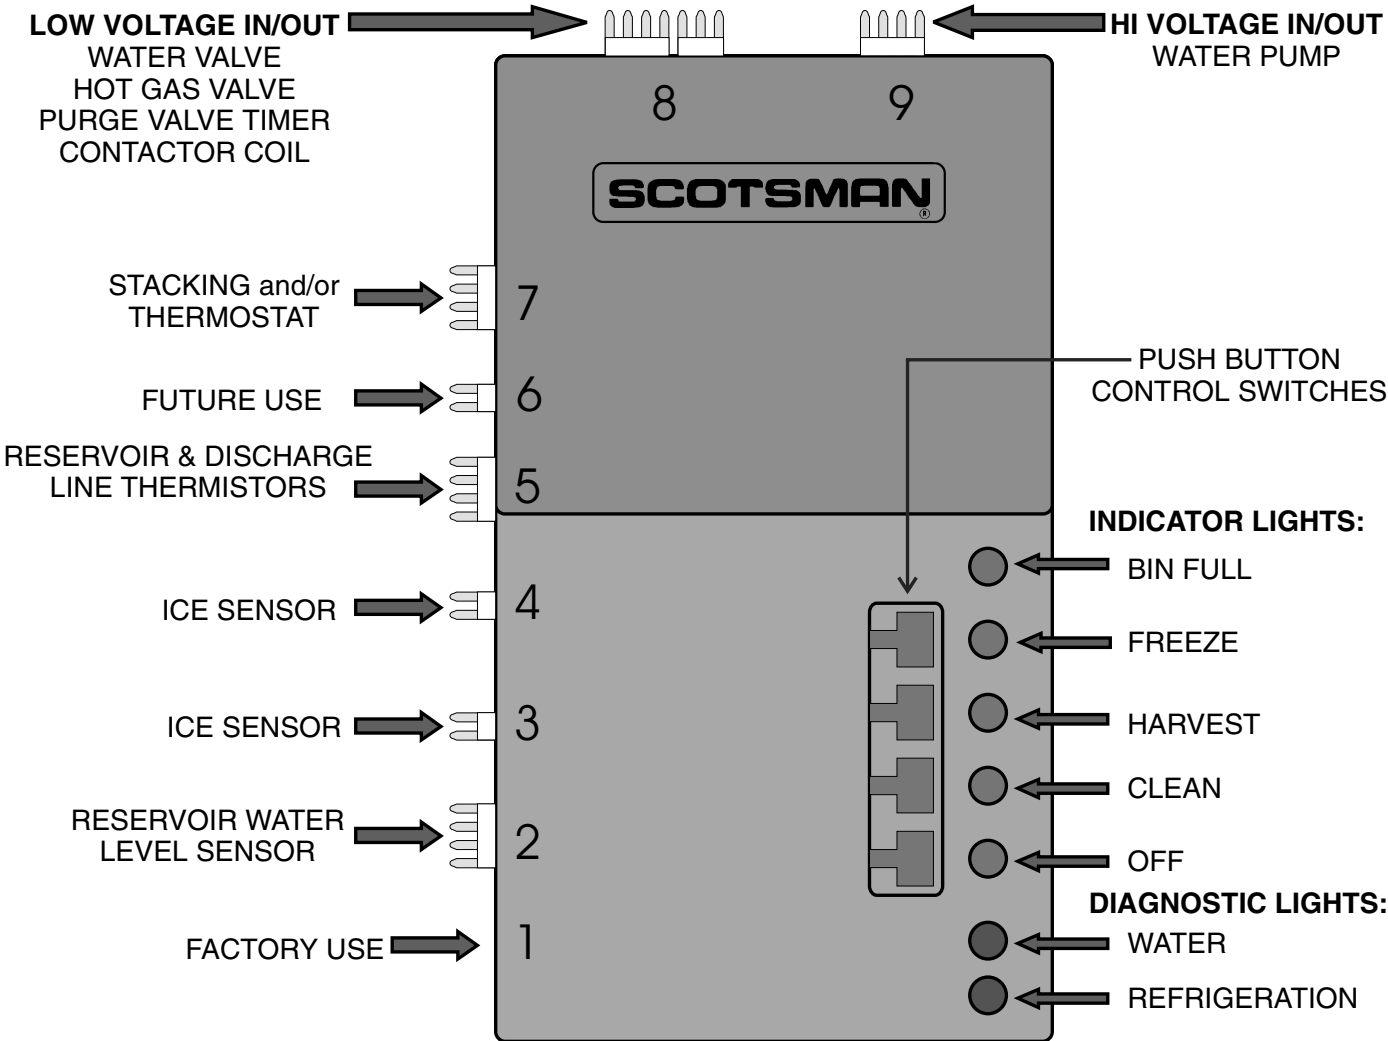 LOW VOLTAGE IN/OUT
WATER VALVE
HOT GAS VALVE
PURGE VALVE TIMER
CONTACTOR COIL
HI VOLTAGE IN/OUT
WATER PUMP
8
9
SCOTSMAN®
STACKING and/or
THERMOSTAT
7
FUTURE USE
6
RESERVOIR & DISCHARGE
LINE THERMISTORS
5
ICE SENSOR
4
ICE SENSOR
3
RESERVOIR WATER
LEVEL SENSOR
2
FACTORY USE
1
PUSH BUTTON
CONTROL SWITCHES
INDICATOR LIGHTS:
BIN FULL
FREEZE
HARVEST
CLEAN
OFF
DIAGNOSTIC LIGHTS:
WATER
REFRIGERATION